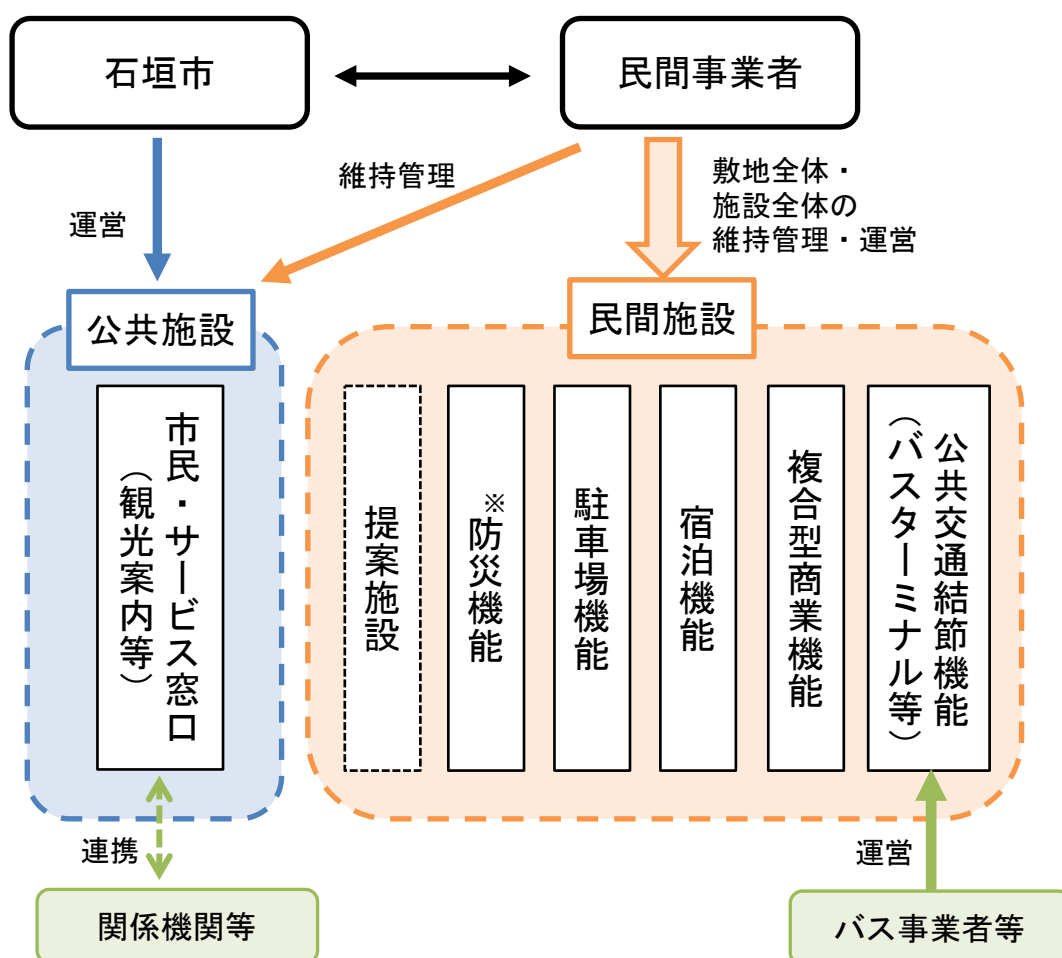 石垣市
民間事業者
運営
維持管理
敷地全体・
施設全体の
維持管理・運営
公共施設
民間施設
市民・サービス窓口
（観光案内等）
提案施設
※防災機能
駐車場機能
宿泊機能
複合型商業機能
公共交通結節機能
（バスターミナル等）
連携
運営
関係機関等
バス事業者等